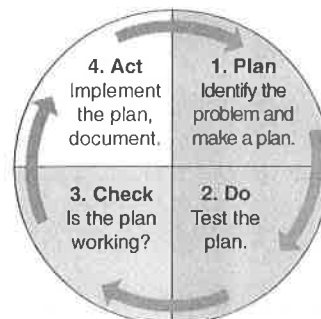 1. Plan
Identify the
problem and
make a plan.
2. Do
Test the
plan.
3. Check
Is the plan
working?
4. Act
Implement
the plan,
document.